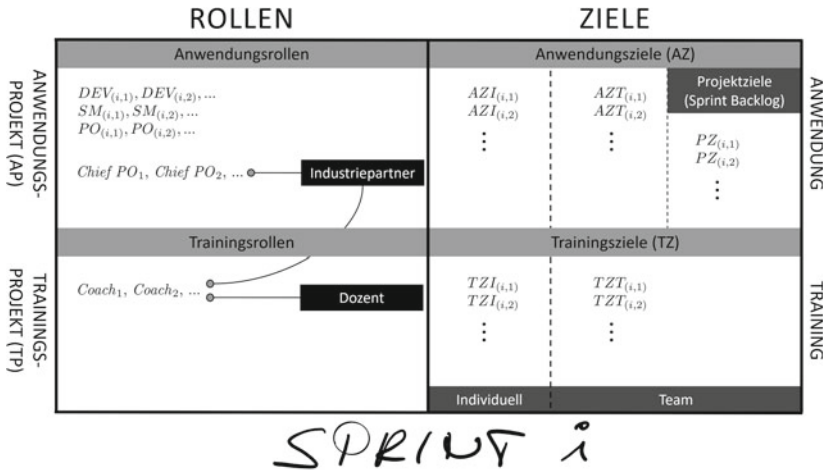 ROLLEN
ZIELE
ANWENDUNGS-
PROJEKT (AP)
Anwendungsrollen
DEV(i,1), DEV(i,2), ...
SM(i,1), SM(i,2), ...
PO(i,1), PO(i,2), ...
Chief PO1, Chief PO2, ...
Industriepartner
Anwendungsziele (AZ)
AZI(i,1)
AZI(i,2)
⋮
AZT(i,1)
AZT(i,2)
⋮
Projektziele
(Sprint Backlog)
PZ(i,1)
PZ(i,2)
⋮
ANWENDUNG
TRAININGS-
PROJEKT (TP)
Trainingsrollen
Coach1, Coach2, ...
Dozent
Trainingsziele (TZ)
TZI(i,1)
TZI(i,2)
⋮
TZT(i,1)
TZT(i,2)
⋮
TRAINING
Individuell
Team
SPRINT i